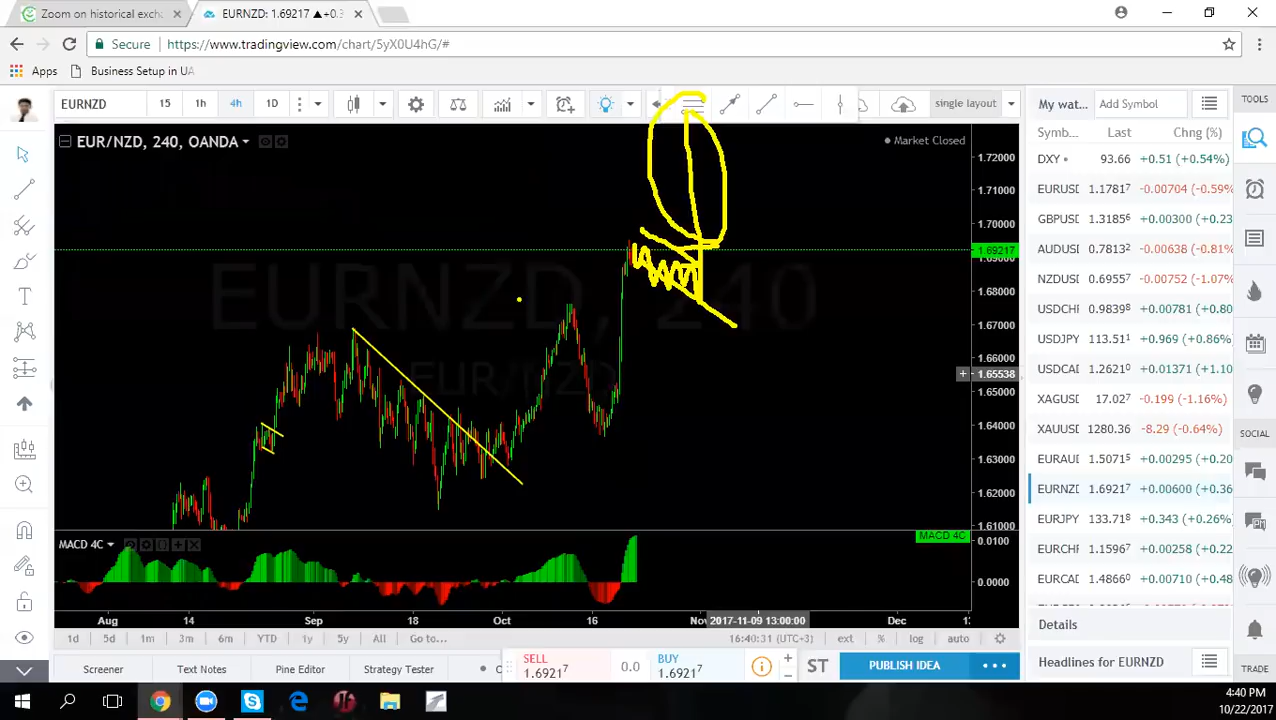 Zoom on historical exch
EURNZD: 1.69217 ▲+0.3
Secure
https://www.tradingview.com/chart/5yX0U4hG/#
Apps
Business Setup in UA
EURNZD 15 1h 4h 1D single layout
My wat Add Symbol TOOLS
EUR/NZD, 240, OANDA
Market Closed
Symb... Last Chng (%)
DXY 93.66 +0.51 (+0.54%)
EURUSD 1.17817 -0.00704 (-0.59%
GBPUSD 1.31856 +0.00300 (+0.23
AUDUSD 0.78132 -0.00638 (-0.81%
NZDUSD 0.69557 -0.00752 (-1.07%
USDCHF 0.98398 +0.00781 (+0.80
USDJPY 113.511 +0.969 (+0.86%
USDCAD 1.26210 +0.01371 (+1.10
XAGUSD 17.027 -0.199 (-1.16%)
XAUUSD 1280.36 -8.29 (-0.64%)
EURAUD 1.50715 +0.00295 (+0.20
EURNZD 1.69217 +0.00600 (+0.36
EURJPY 133.718 +0.343 (+0.26%)
EURCHF 1.15967 +0.00258 (+0.22
EURCAD 1.48660 +0.00710 (+0.48
SOCIAL
Details
Headlines for EURNZD
TRADE
1.72000
1.71000
1.70000
1.69217
1.69000
1.68000
1.67000
1.66000
1.65538
1.65000
1.64000
1.63000
1.62000
1.61000
EURNZD, 240
EUR/NZD
MACD 4C
MACD 4C
0.0100
0.0000
Aug 14 Sep 18 Oct 16 Nov 2017-11-09 13:00:00 Dec
1d 5d 1m 3m 6m YTD 1y 5y All Go to... 16:40:31 (UTC+3) ext % log auto
Screener Text Notes Pine Editor Strategy Tester
SELL
1.69217
0.0
BUY
1.69217
ST
PUBLISH IDEA
4:40 PM
10/22/2017